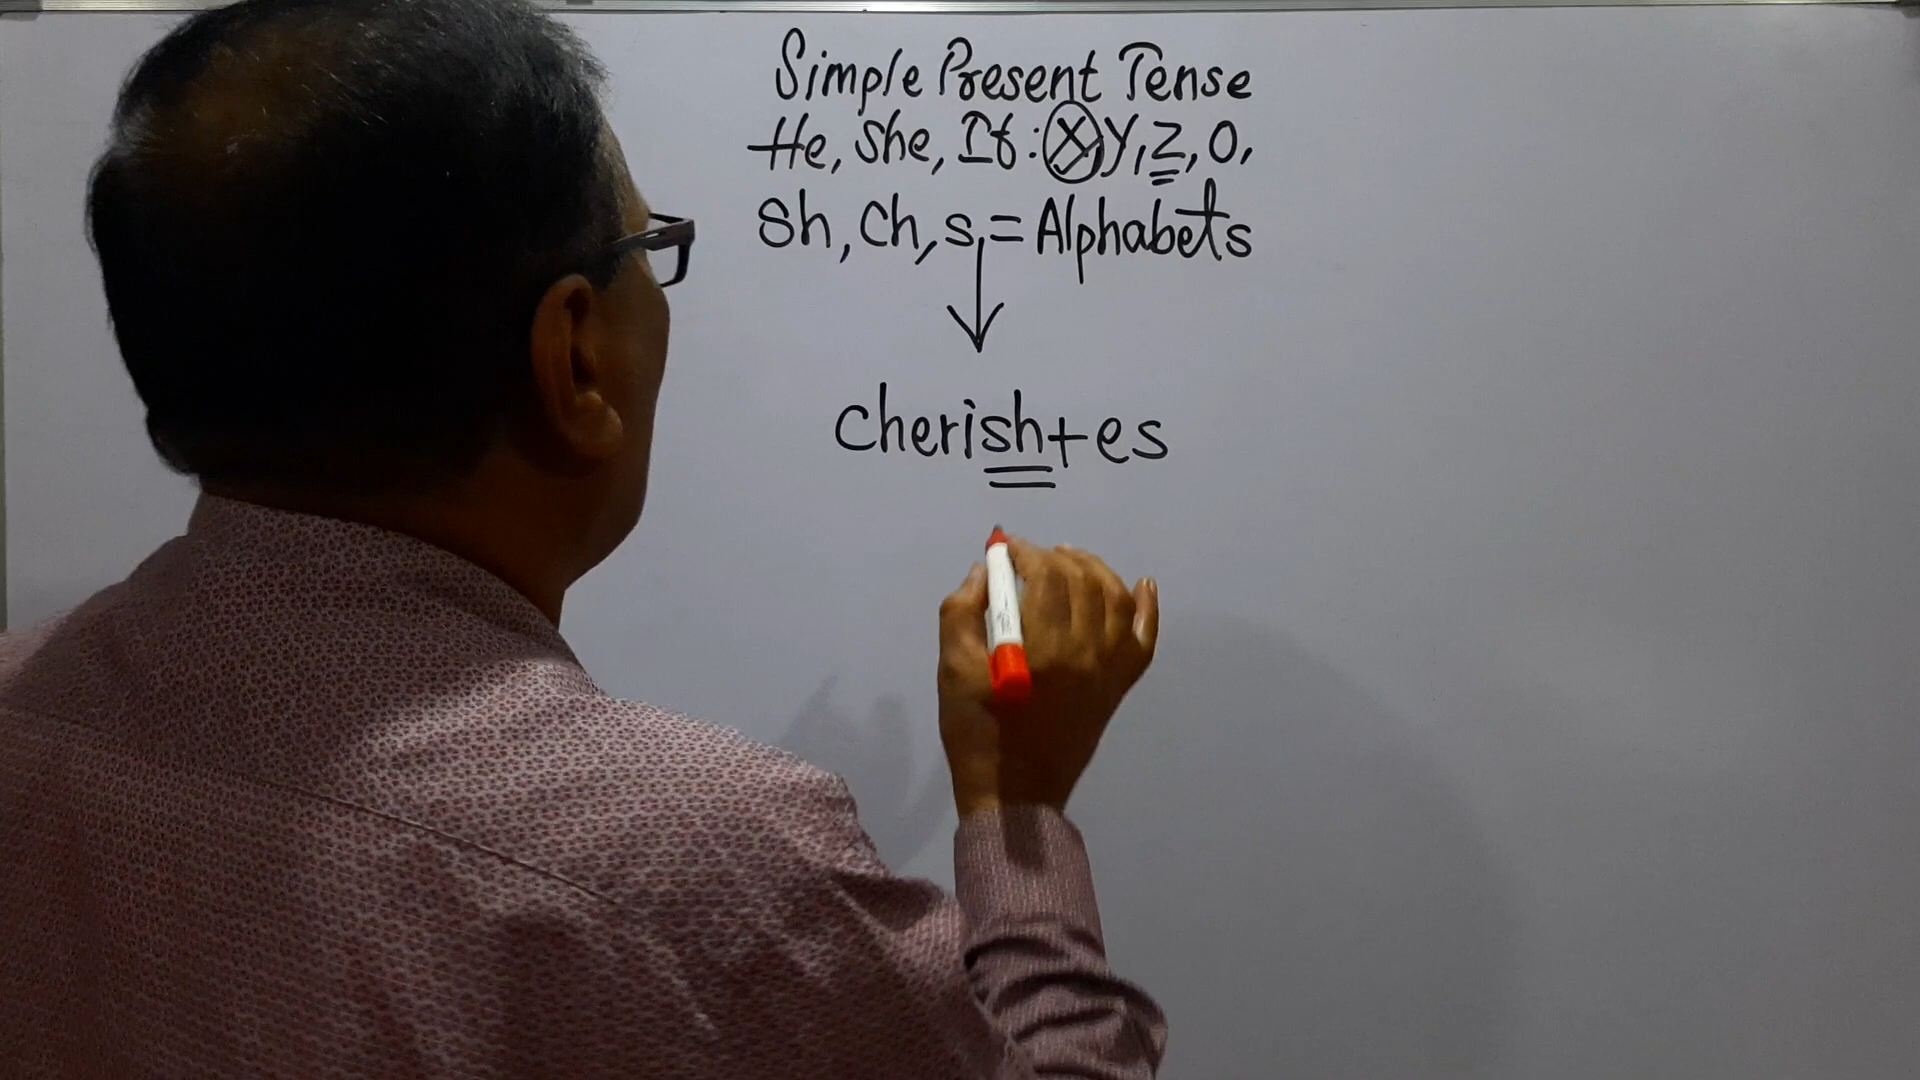 Simple Present Tense
He, She, It : X, y, z, o,
Sh, Ch, s, = Alphabets
cherish+es